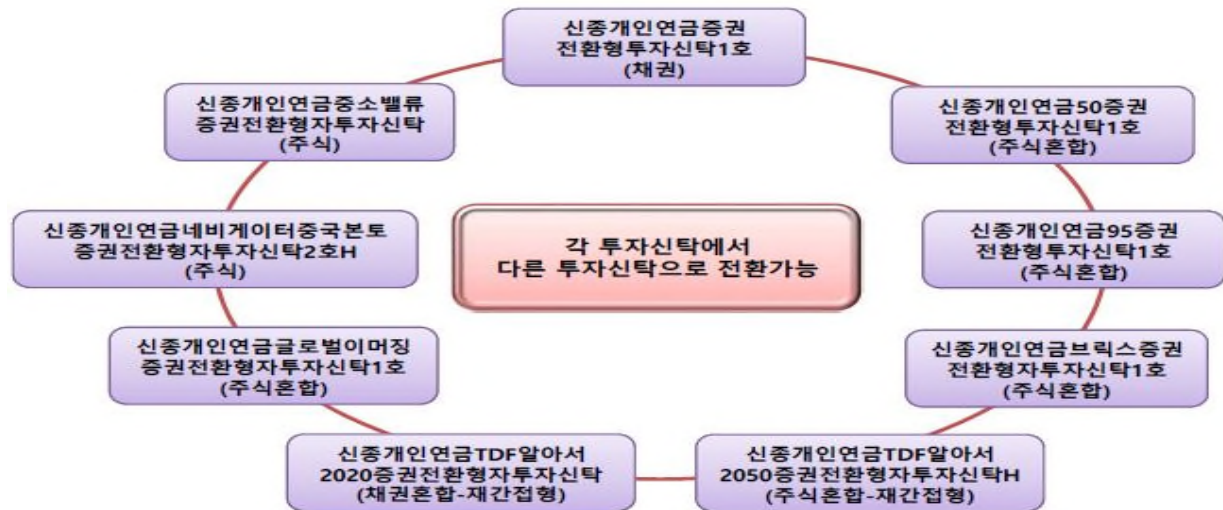 신종개인연금증권
전환형투자신탁1호
(채권)
신종개인연금중소밸류
증권전환형자투자신탁
(주식)
신종개인연금50증권
전환형투자신탁1호
(주식혼합)
신종개인연금네비게이터중국본토
증권전환형자투자신탁2호H
(주식)
각 투자신탁에서
다른 투자신탁으로 전환가능
신종개인연금95증권
전환형투자신탁1호
(주식혼합)
신종개인연금글로벌이머징
증권전환형자투자신탁1호
(주식혼합)
신종개인연금브릭스증권
전환형자투자신탁1호
(주식혼합)
신종개인연금TDF알아서
2020증권전환형자투자신탁
(채권혼합-재간접형)
신종개인연금TDF알아서
2050증권전환형자투자신탁H
(주식혼합-재간접형)